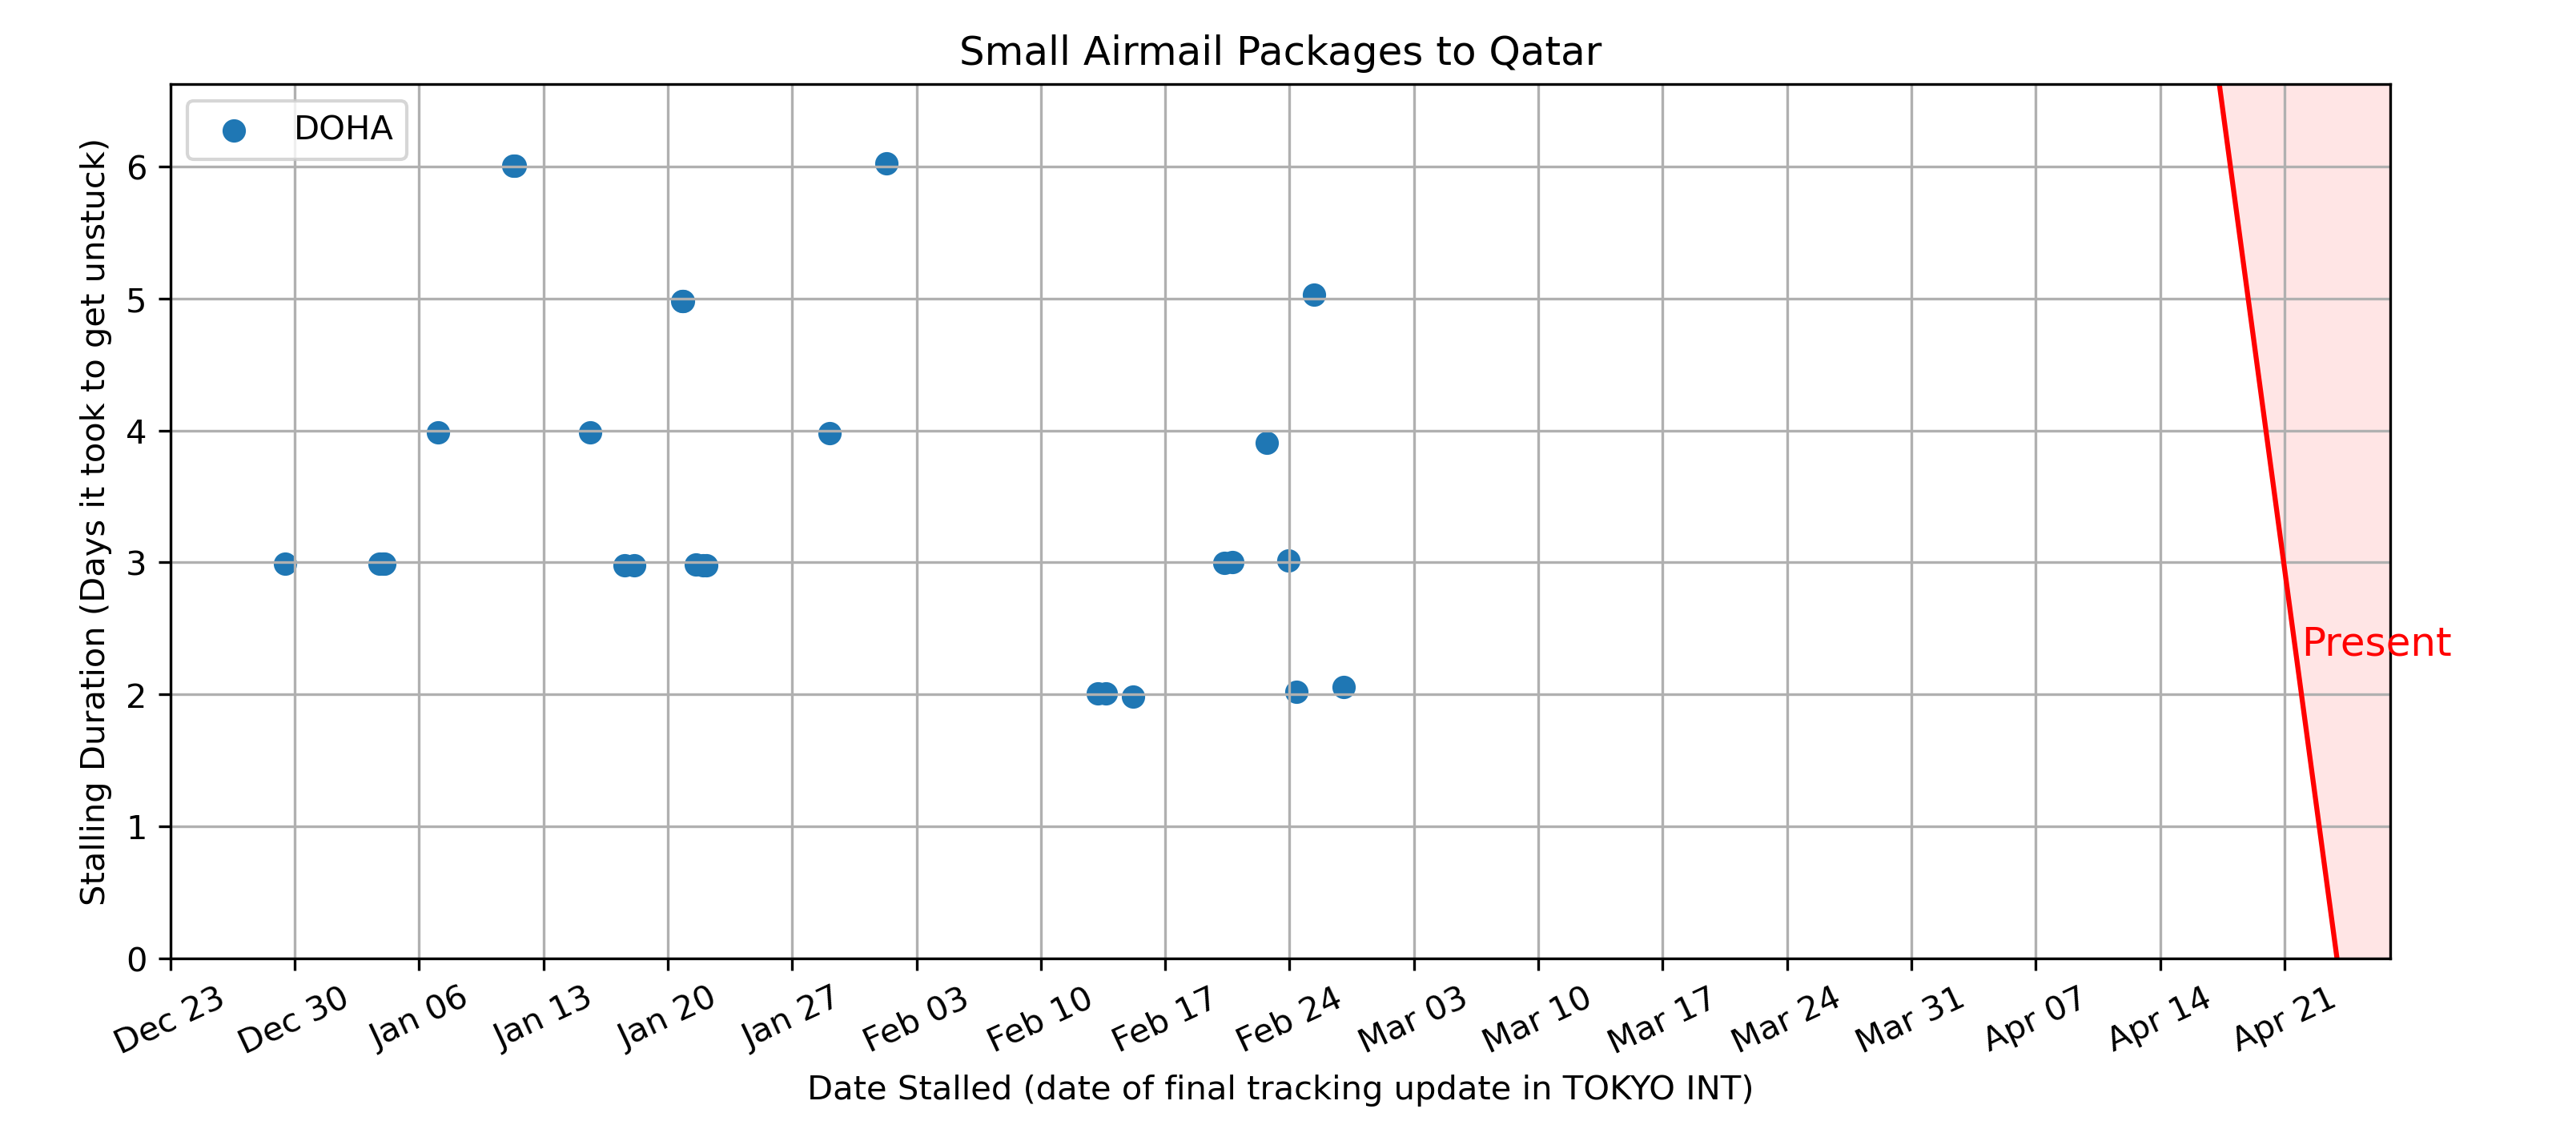 Small Airmail Packages to Qatar
DOHA
Stalling Duration (Days it took to get unstuck)
6
5
4
3
2
1
0
Present
Dec 23 Dec 30 Jan 06 Jan 13 Jan 20 Jan 27 Feb 03 Feb 10 Feb 17 Feb 24 Mar 03 Mar 10 Mar 17 Mar 24 Mar 31 Apr 07 Apr 14 Apr 21
Date Stalled (date of final tracking update in TOKYO INT)